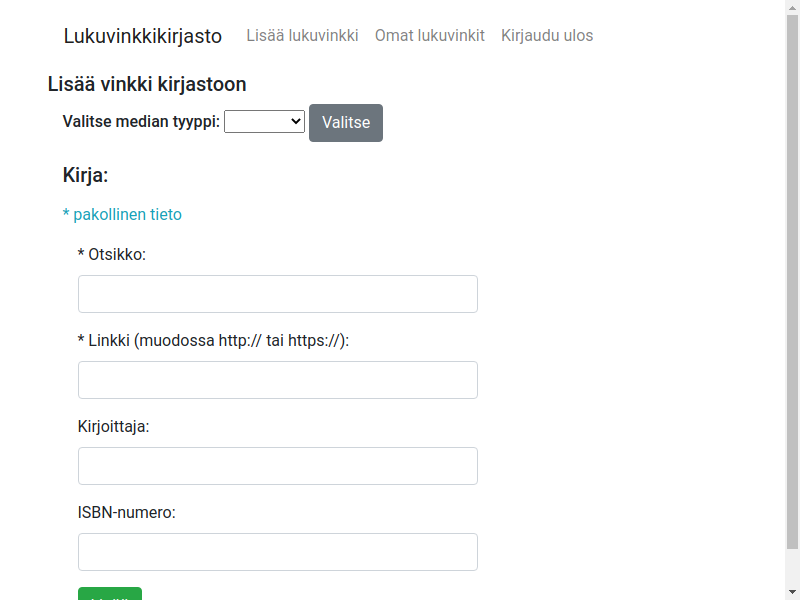 Lukuvinkkikirjasto Lisää lukuvinkki Omat lukuvinkit Kirjaudu ulos
Lisää vinkki kirjastoon
Valitse median tyyppi: Valitse
Kirja:
* pakollinen tieto
* Otsikko:
* Linkki (muodossa http:// tai https://):
Kirjoittaja:
ISBN-numero: